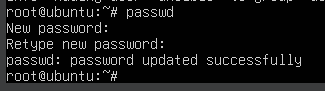 root@ubuntu:~# passwd
New password:
Retype new password:
passwd: password updated successfully
root@ubuntu:~#